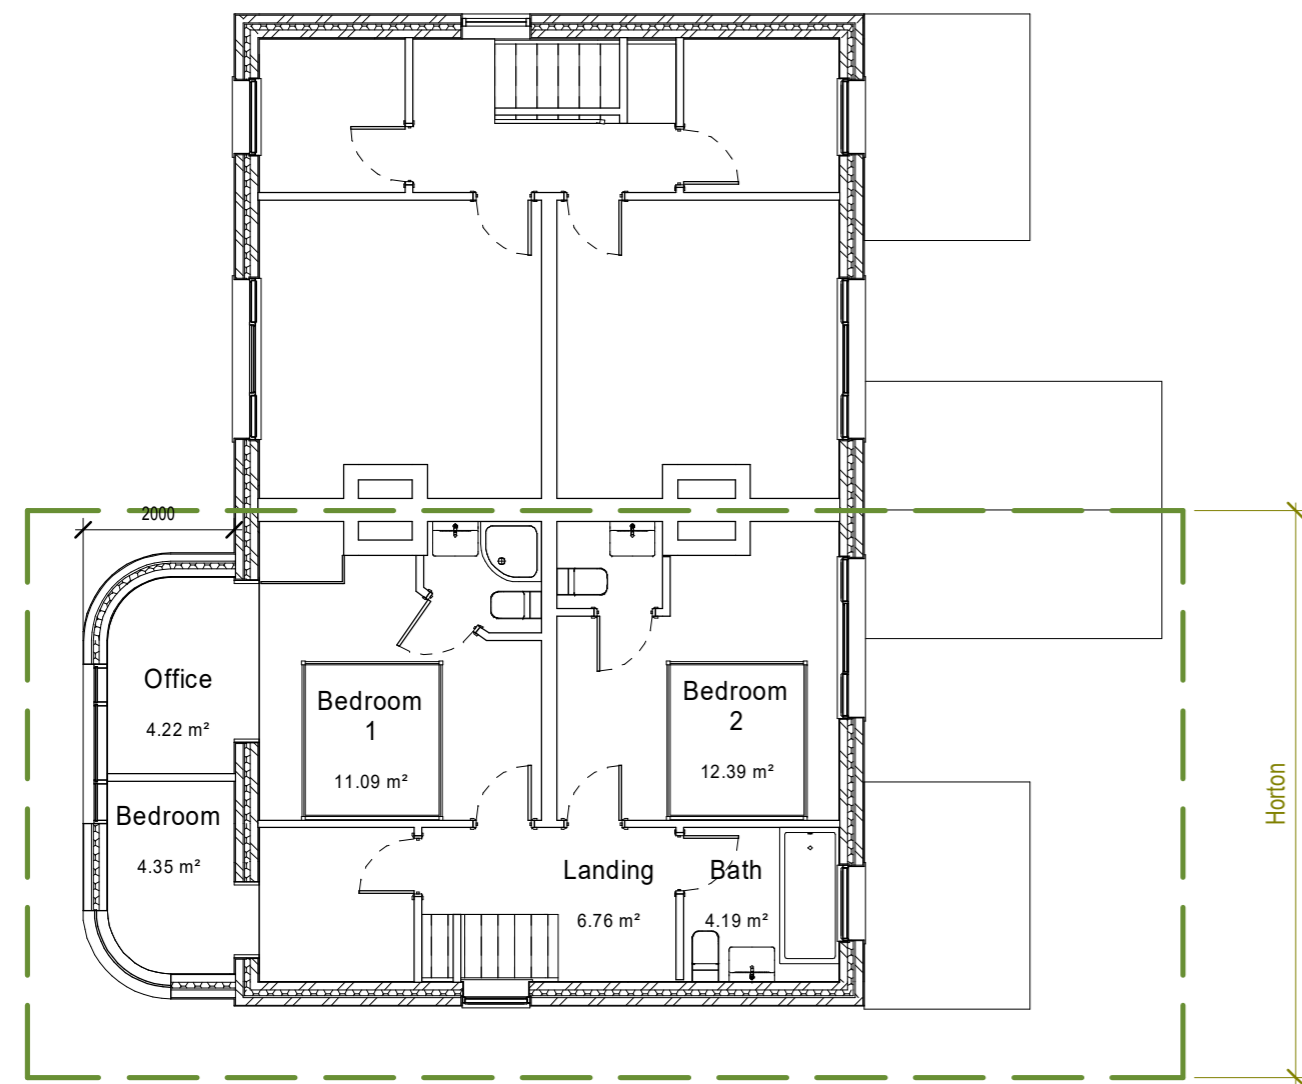 2000
Office
4.22 m²
Bedroom
1
11.09 m²
Bedroom
2
12.39 m²
Bedroom
4.35 m²
Landing
6.76 m²
Bath
4.19 m²
Horton